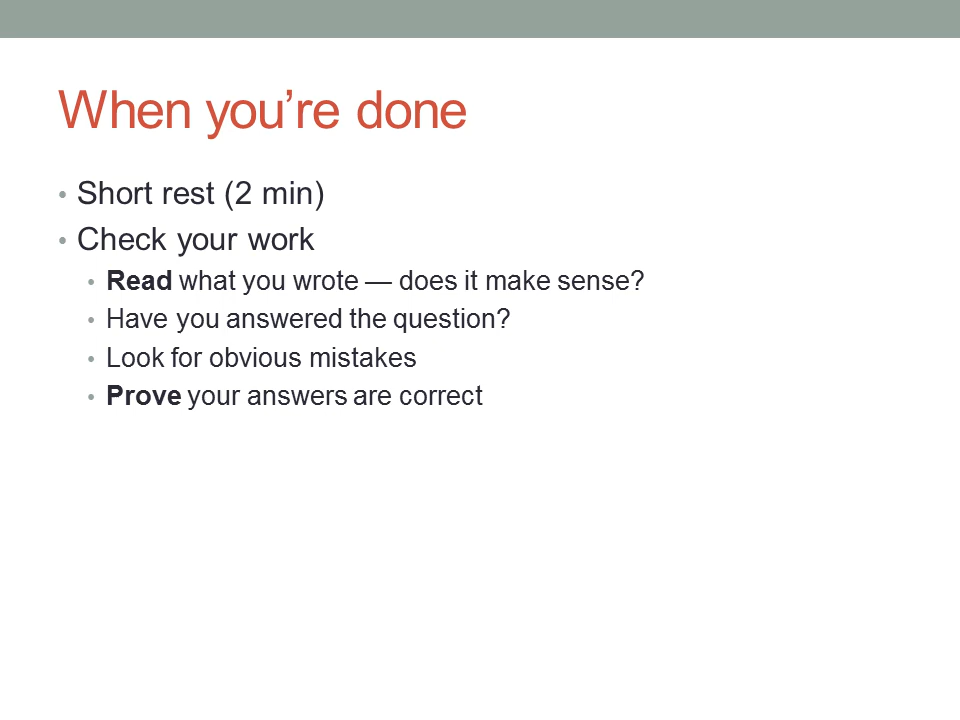 When you’re done
• Short rest (2 min)
• Check your work
• Read what you wrote — does it make sense?
• Have you answered the question?
• Look for obvious mistakes
• Prove your answers are correct